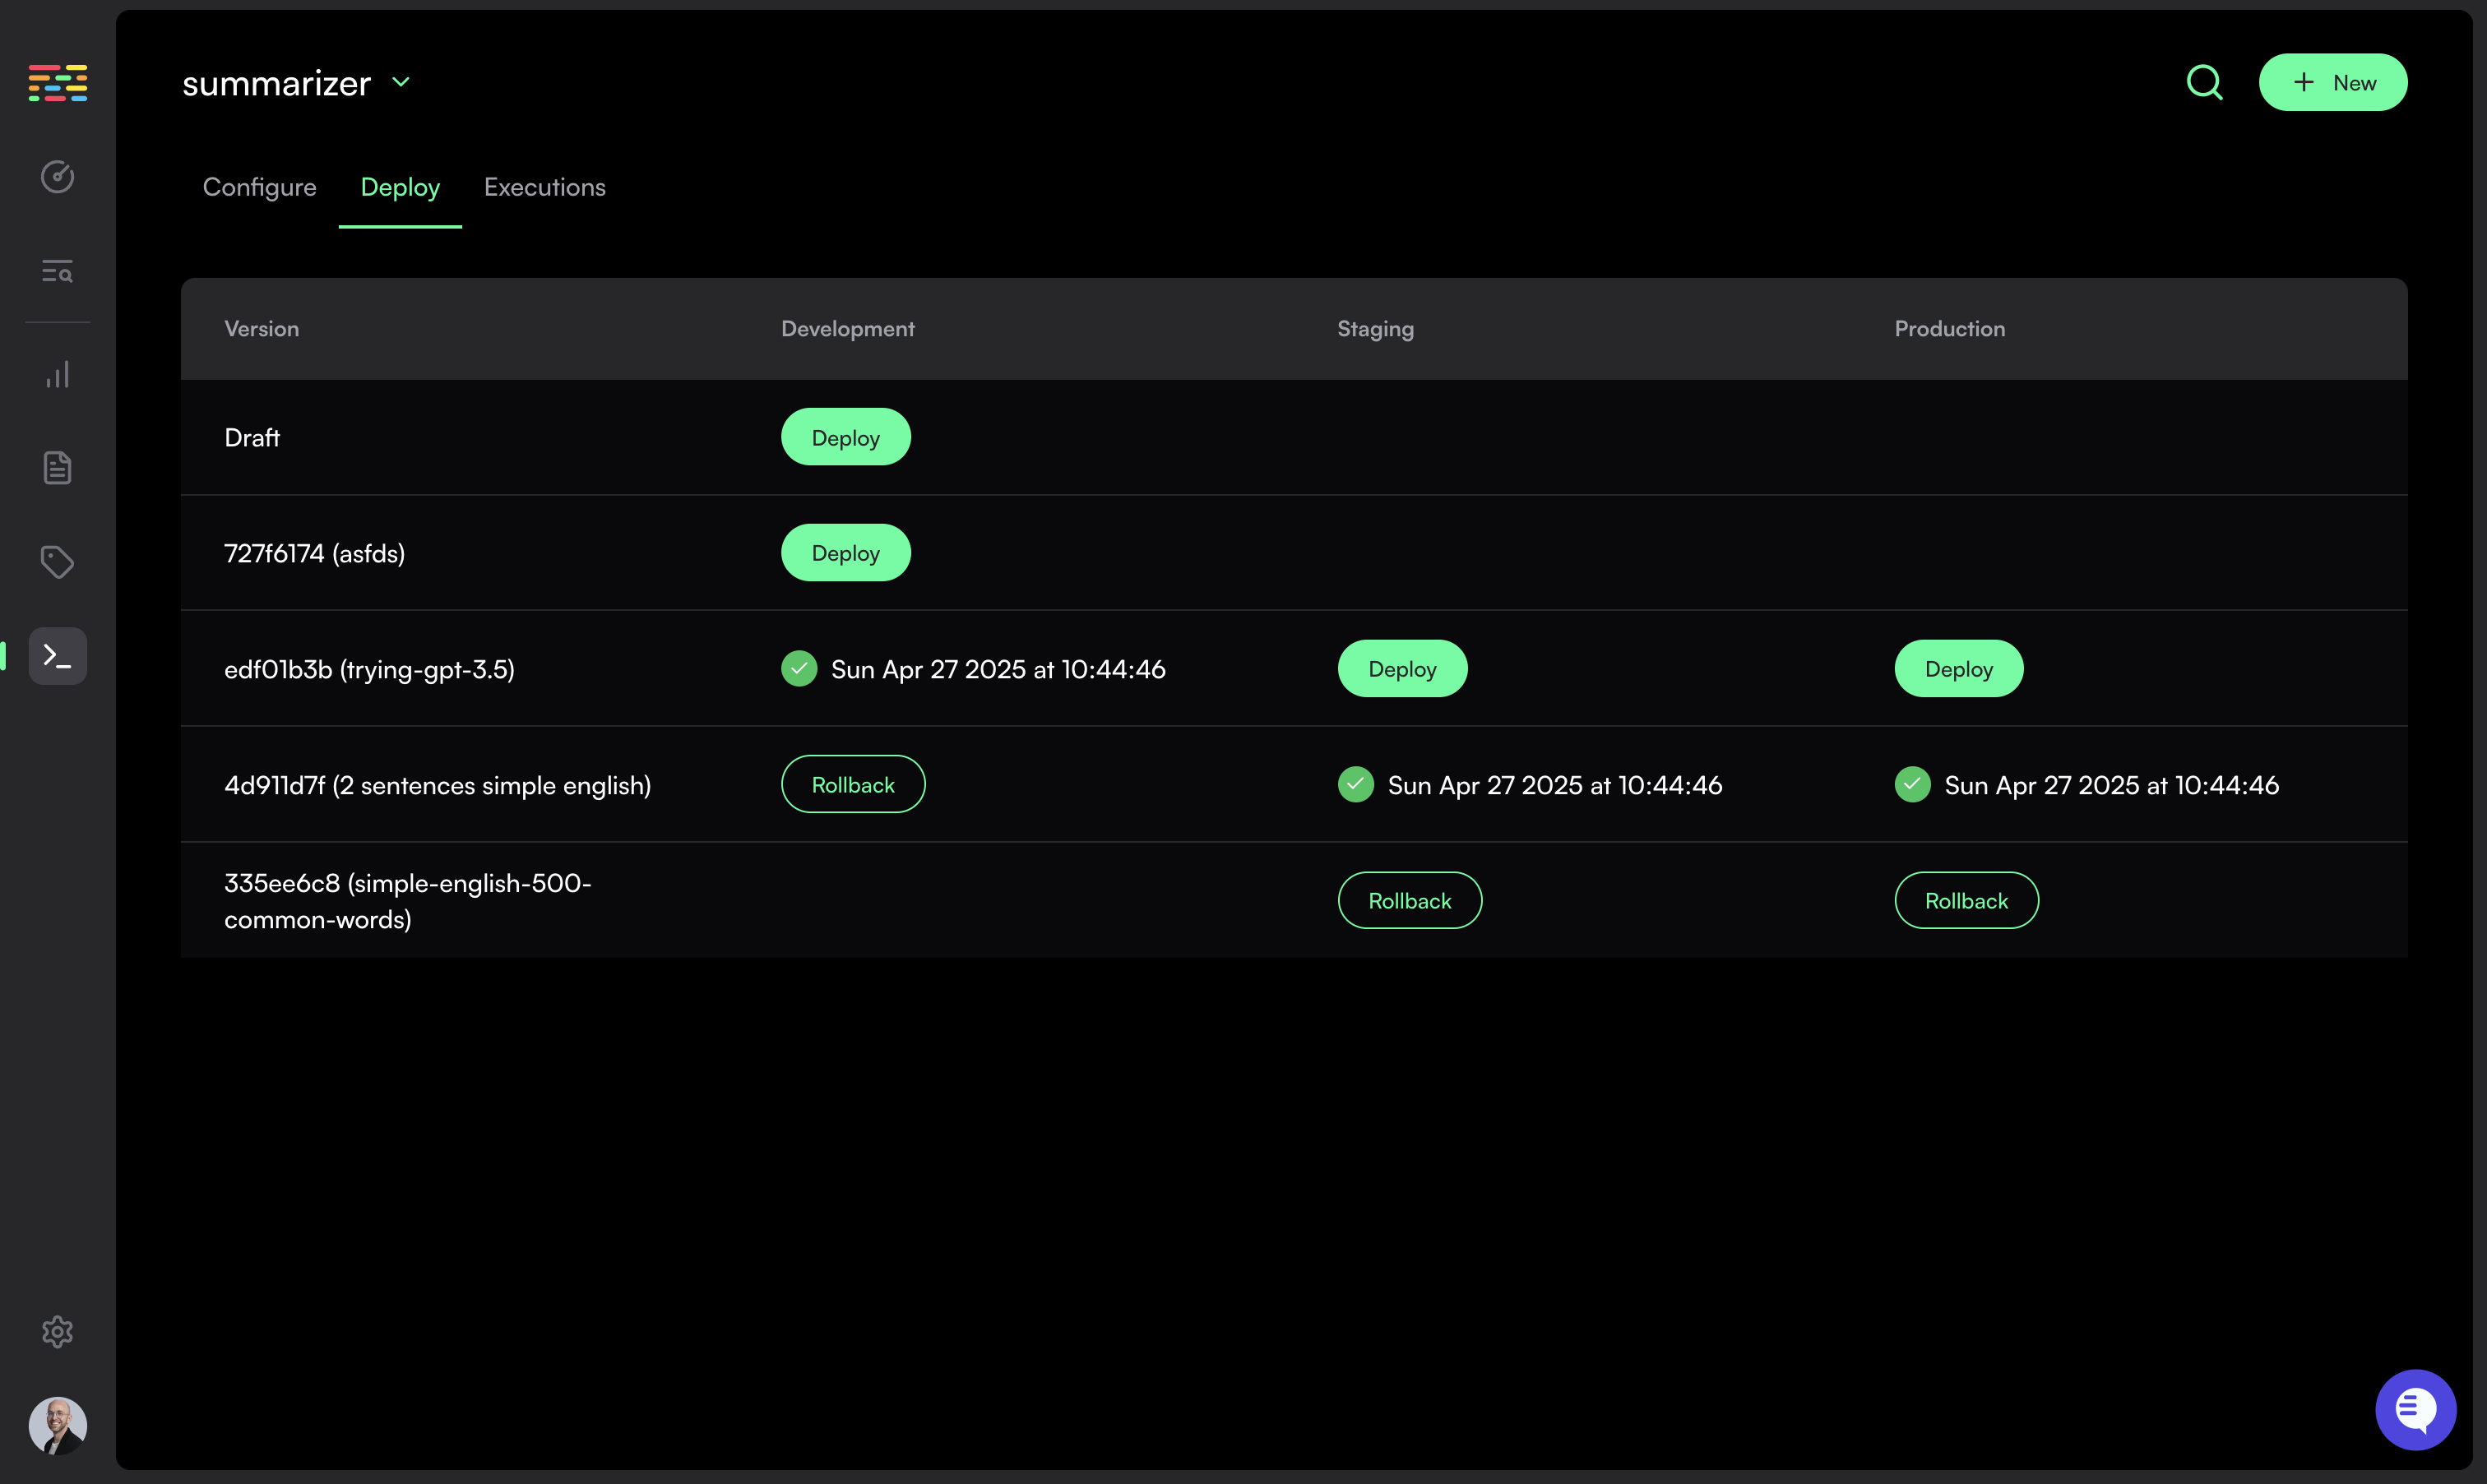 summarizer
New
Configure Deploy Executions
Version Development Staging Production
Draft Deploy
727f6174 (asfds) Deploy
edf01b3b (trying-gpt-3.5) Sun Apr 27 2025 at 10:44:46 Deploy Deploy
4d911d7f (2 sentences simple english) Rollback Sun Apr 27 2025 at 10:44:46 Sun Apr 27 2025 at 10:44:46
335ee6c8 (simple-english-500-
common-words) Rollback Rollback